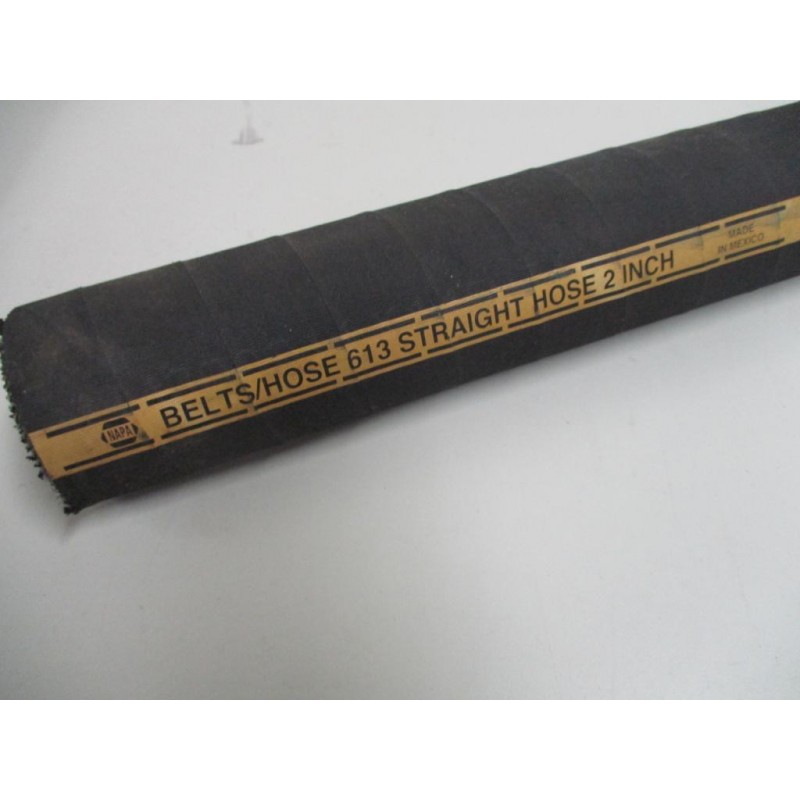 NAPA
BELTS/HOSE 613 STRAIGHT HOSE 2 INCH
MADE
IN MEXICO